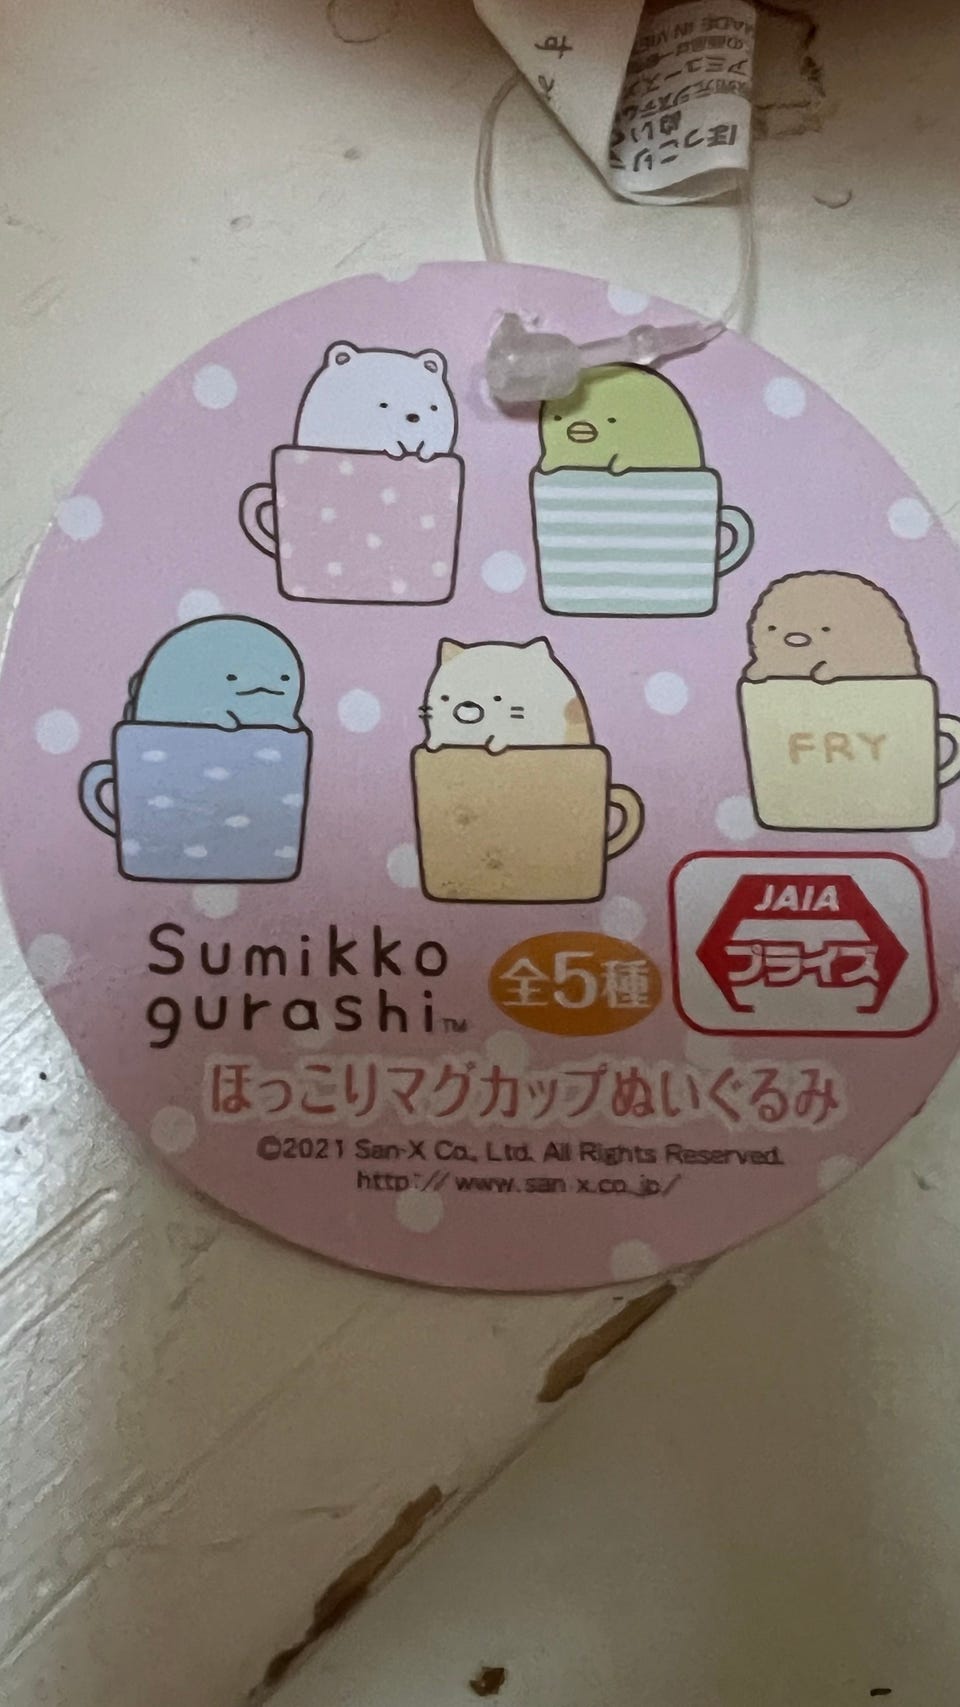 FRY
JAIA
プライズ
Sumikko
gurashi™
全5種
ほっこりマグカップぬいぐるみ
©2021 San-X Co., Ltd. All Rights Reserved.
http://www.san-x.co.jp/